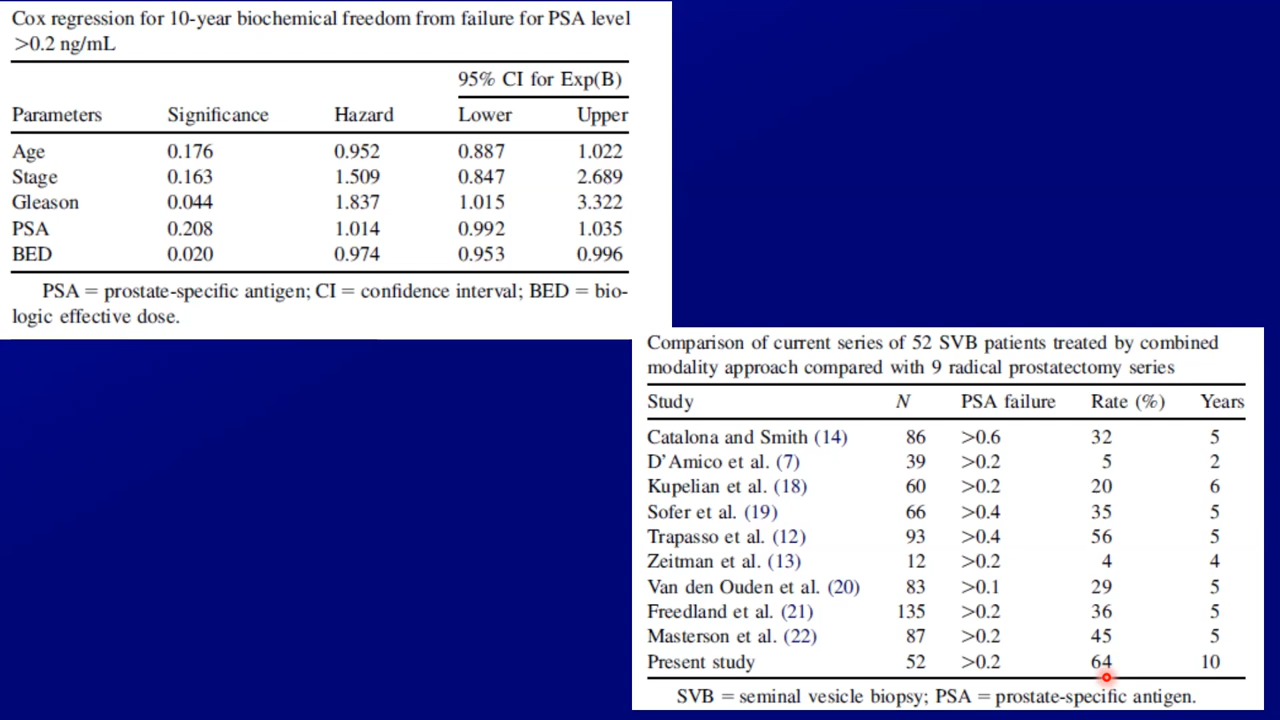 Cox regression for 10-year biochemical freedom from failure for PSA level
>0.2 ng/mL
95% CI for Exp(B)
Parameters Significance Hazard Lower Upper
Age 0.176 0.952 0.887 1.022
Stage 0.163 1.509 0.847 2.689
Gleason 0.044 1.837 1.015 3.322
PSA 0.208 1.014 0.992 1.035
BED 0.020 0.974 0.953 0.996
PSA = prostate-specific antigen; CI = confidence interval; BED = bio-
logic effective dose.
Comparison of current series of 52 SVB patients treated by combined
modality approach compared with 9 radical prostatectomy series
Study N PSA failure Rate (%) Years
Catalona and Smith (14) 86 >0.6 32 5
D'Amico et al. (7) 39 >0.2 5 2
Kupelian et al. (18) 60 >0.2 20 6
Sofer et al. (19) 66 >0.4 35 5
Trapasso et al. (12) 93 >0.4 56 5
Zeitman et al. (13) 12 >0.2 4 4
Van den Ouden et al. (20) 83 >0.1 29 5
Freedland et al. (21) 135 >0.2 36 5
Masterson et al. (22) 87 >0.2 45 5
Present study 52 >0.2 64 10
SVB = seminal vesicle biopsy; PSA = prostate-specific antigen.